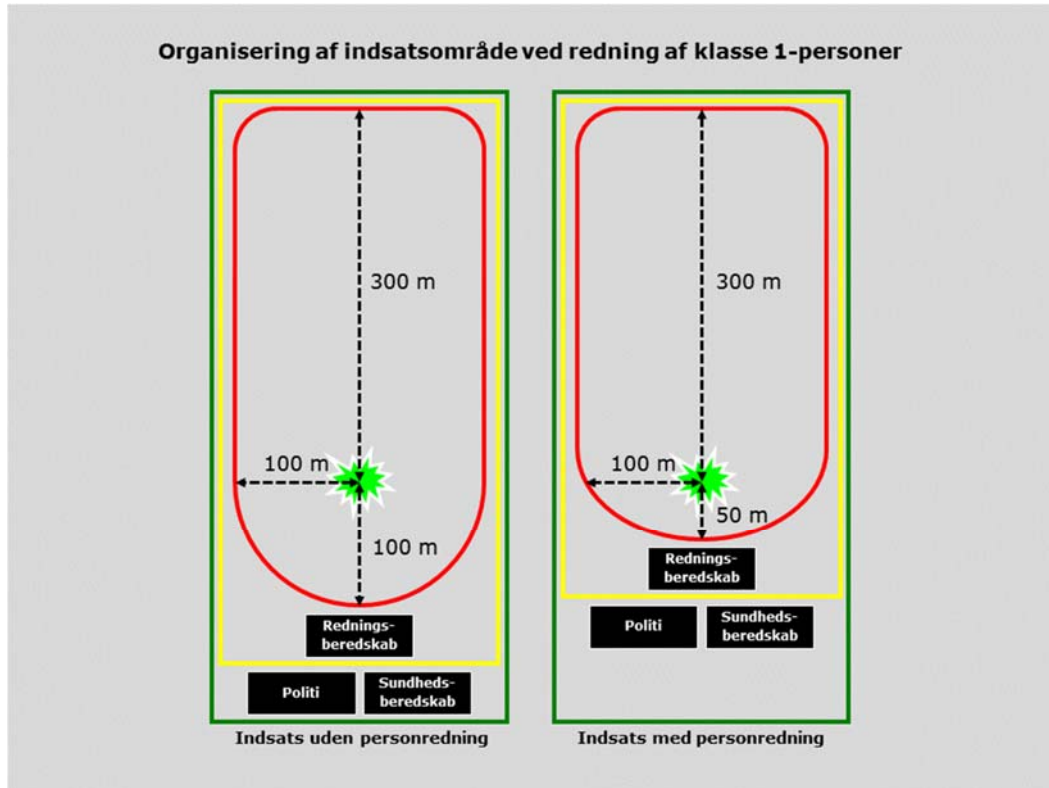 Organisering af indsatsområde ved redning af klasse 1-personer
300 m
100 m
100 m
Rednings-
beredskab
Politi
Sundheds-
beredskab
Indsats uden personredning
300 m
100 m
50 m
Rednings-
beredskab
Politi
Sundheds-
beredskab
Indsats med personredning